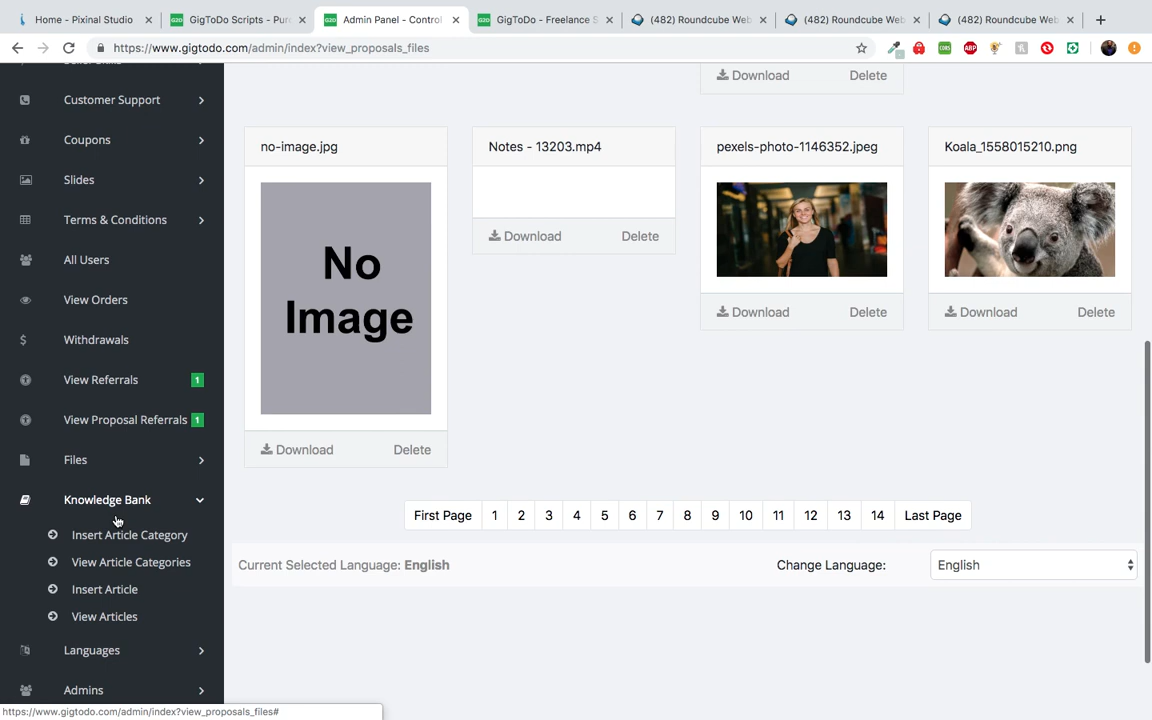 Home - Pixinal Studio
GigToDo Scripts - Pure
Admin Panel - Control
GigToDo - Freelance S
(482) Roundcube Web
(482) Roundcube Web
(482) Roundcube Web
https://www.gigtodo.com/admin/index?view_proposals_files
Customer Support
Coupons
Slides
Terms & Conditions
All Users
View Orders
Withdrawals
View Referrals 1
View Proposal Referrals 1
Files
Knowledge Bank
Insert Article Category
View Article Categories
Insert Article
View Articles
Languages
Admins
Download Delete
no-image.jpg
No
Image
Download Delete
Notes - 13203.mp4
Download Delete
pexels-photo-1146352.jpeg
Download Delete
Koala_1558015210.png
Download Delete
First Page 1 2 3 4 5 6 7 8 9 10 11 12 13 14 Last Page
Current Selected Language: English
Change Language: English
https://www.gigtodo.com/admin/index?view_proposals_files#